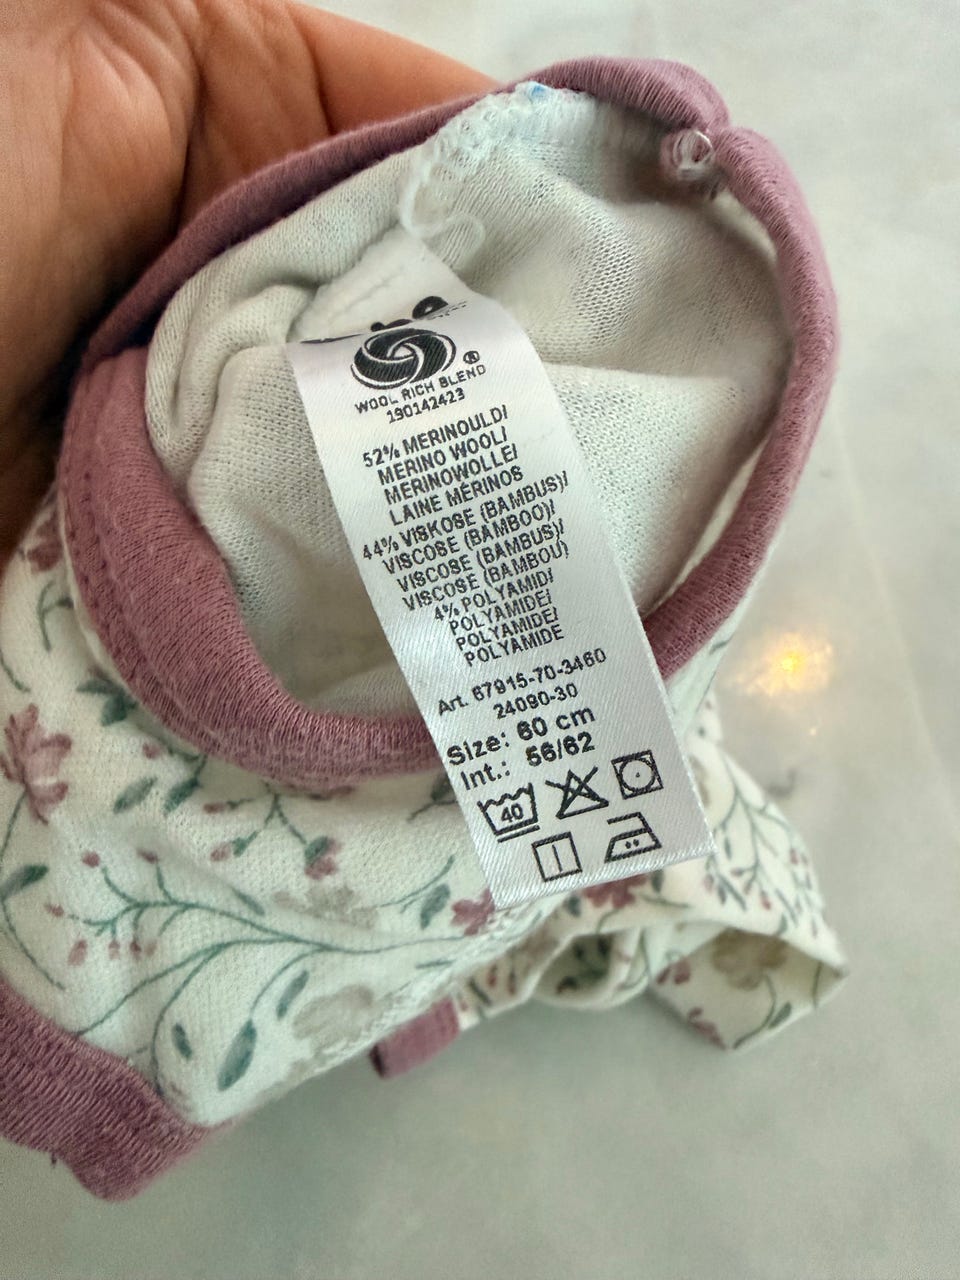 WOOL RICH BLEND
190142423
52% MERINOULD/
MERINO WOOL/
MERINOWOLLE/
LAINE MÉRINOS
44% VISKOSE (BAMBUS)/
VISCOSE (BAMBOO)/
VISCOSE (BAMBUS)/
VISCOSE (BAMBOU)
4% POLYAMID/
POLYAMIDE/
POLYAMIDE/
POLYAMIDE
Art. 67915-70-3460
24090-30
Size: 60 cm
Int.: 56/62
40